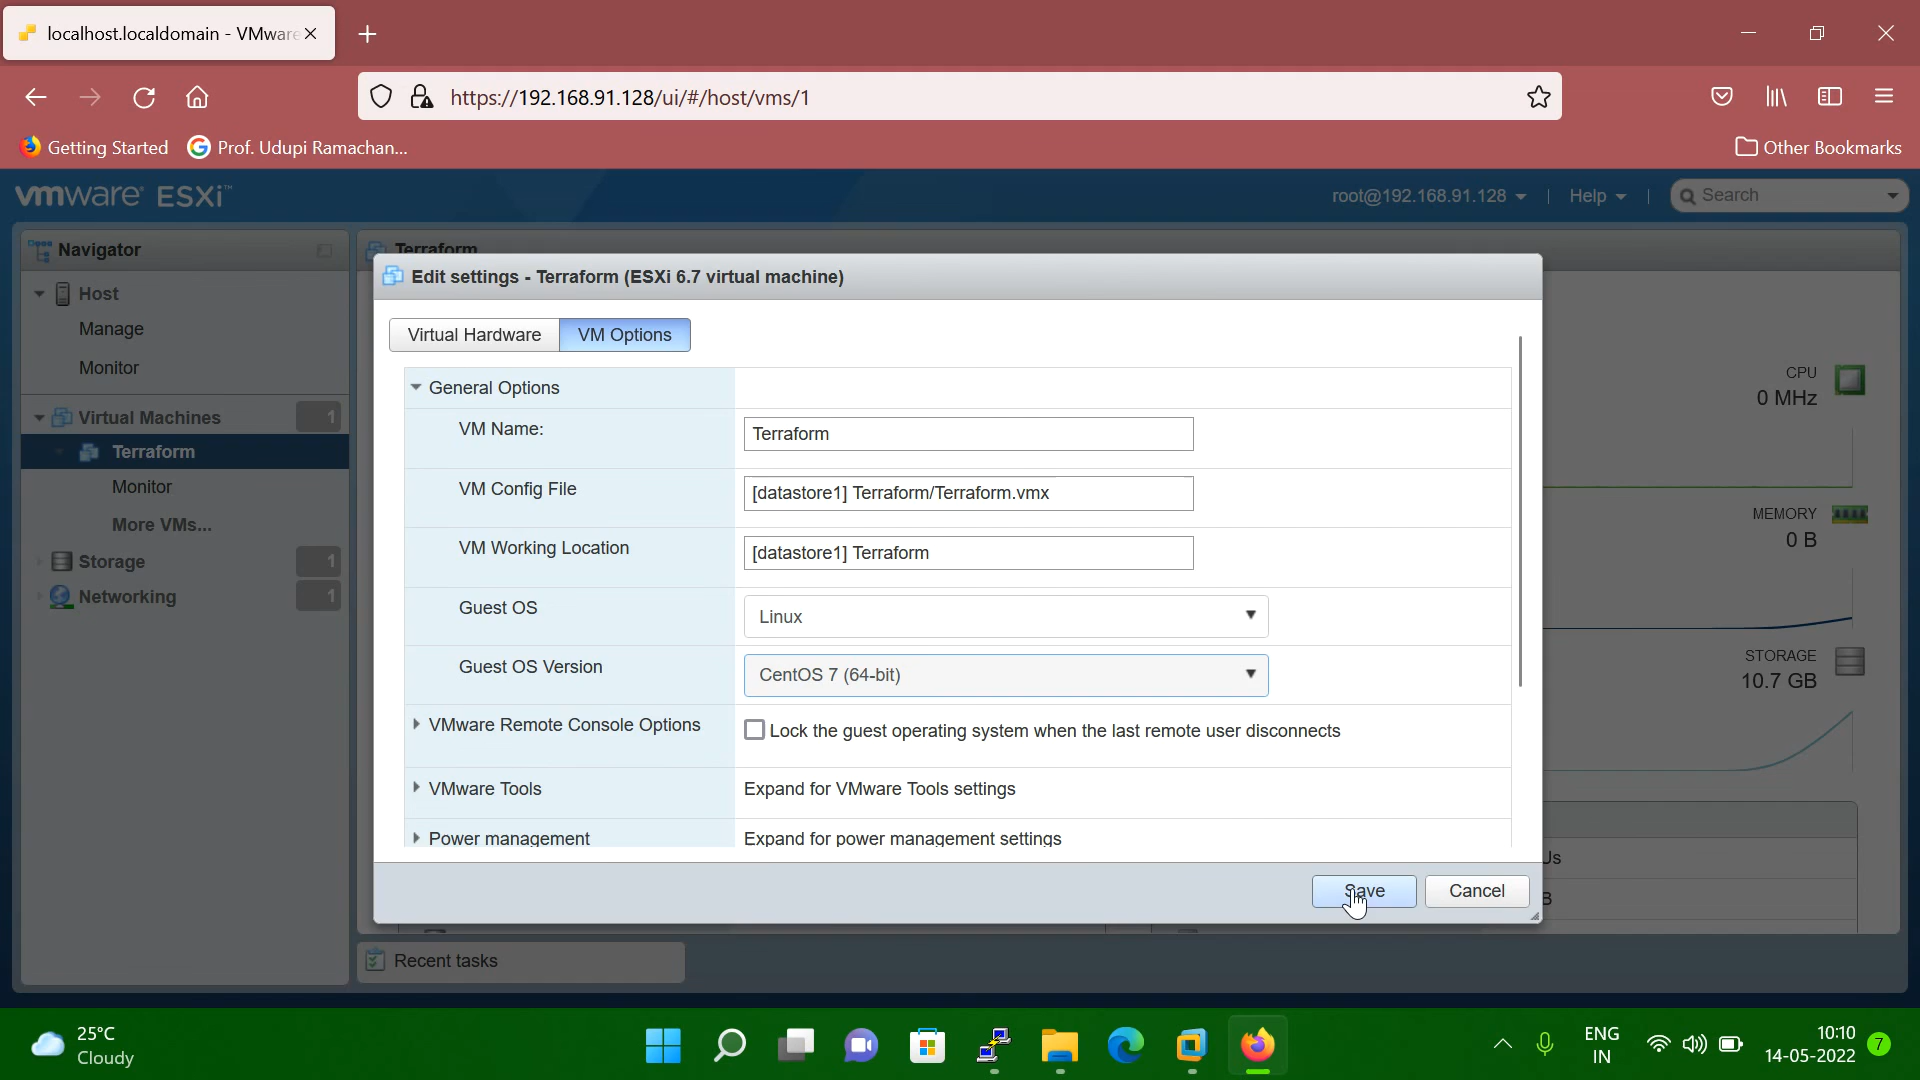 localhost.localdomain - VMware
https://192.168.91.128/ui/#/host/vms/1
Getting Started
Prof. Udupi Ramachan...
Other Bookmarks
vmware ESXi™
root@192.168.91.128
Help
Search
Navigator
Host
Manage
Monitor
Virtual Machines 1
Terraform
Monitor
More VMs...
Storage 1
Networking 1
Terraform
CPU
0 MHz
MEMORY
0 B
STORAGE
10.7 GB
Edit settings - Terraform (ESXi 6.7 virtual machine)
Virtual Hardware
VM Options
General Options
VM Name: Terraform
VM Config File [datastore1] Terraform/Terraform.vmx
VM Working Location [datastore1] Terraform
Guest OS Linux
Guest OS Version CentOS 7 (64-bit)
VMware Remote Console Options Lock the guest operating system when the last remote user disconnects
VMware Tools Expand for VMware Tools settings
Power management Expand for power management settings
Save
Cancel
Recent tasks
25°C
Cloudy
ENG
IN
10:10
14-05-2022
7